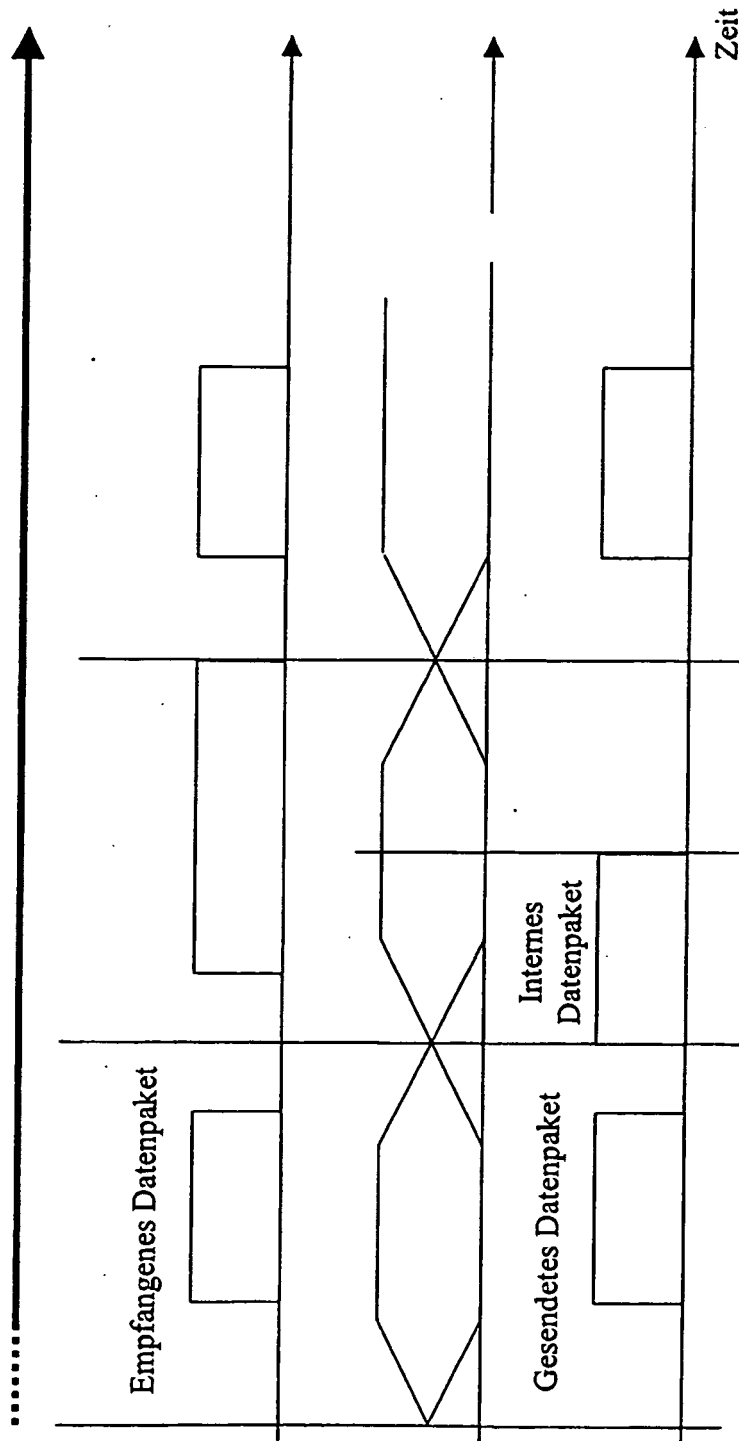 Empfangenes Datenpaket
Internes
Datenpaket
Gesendetes Datenpaket
Zeit